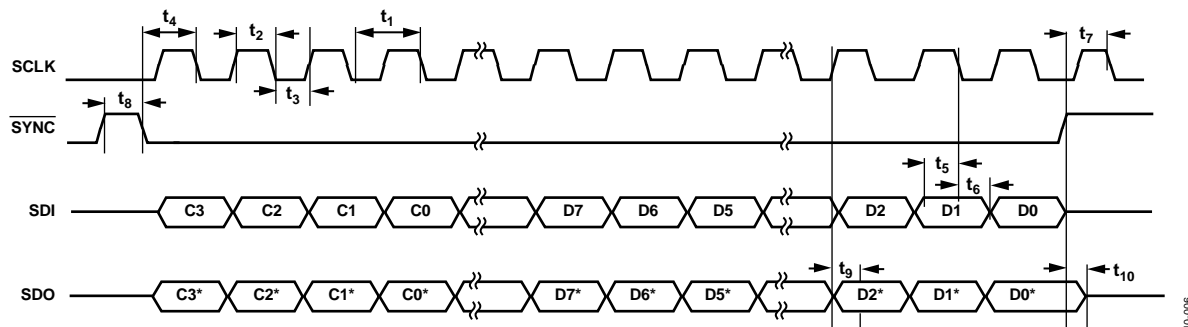 t4 t2 t1 t7
SCLK
t8 t3
SYNC
t5 t6
SDI C3 C2 C1 C0 D7 D6 D5 D2 D1 D0
t9 t10
SDO C3* C2* C1* C0* D7* D6* D5* D2* D1* D0*